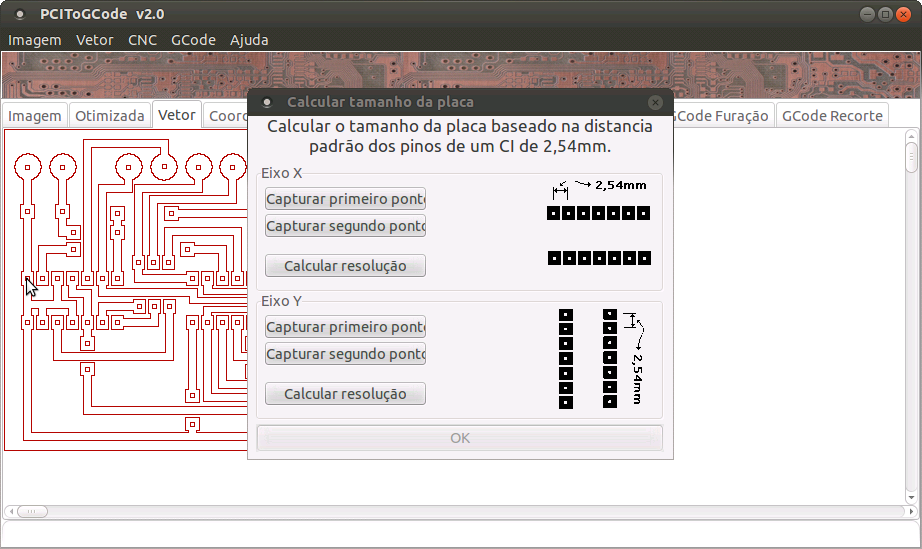 PCIToGCode v2.0
Imagem Vetor CNC GCode Ajuda
Imagem Otimizada Vetor Coor GCode Furação GCode Recorte
Calcular tamanho da placa
Calcular o tamanho da placa baseado na distancia
padrão dos pinos de um CI de 2,54mm.
Eixo X
Capturar primeiro ponto
2,54mm
Capturar segundo ponto
Calcular resolução
Eixo Y
Capturar primeiro ponto
Capturar segundo ponto
2,54mm
Calcular resolução
OK